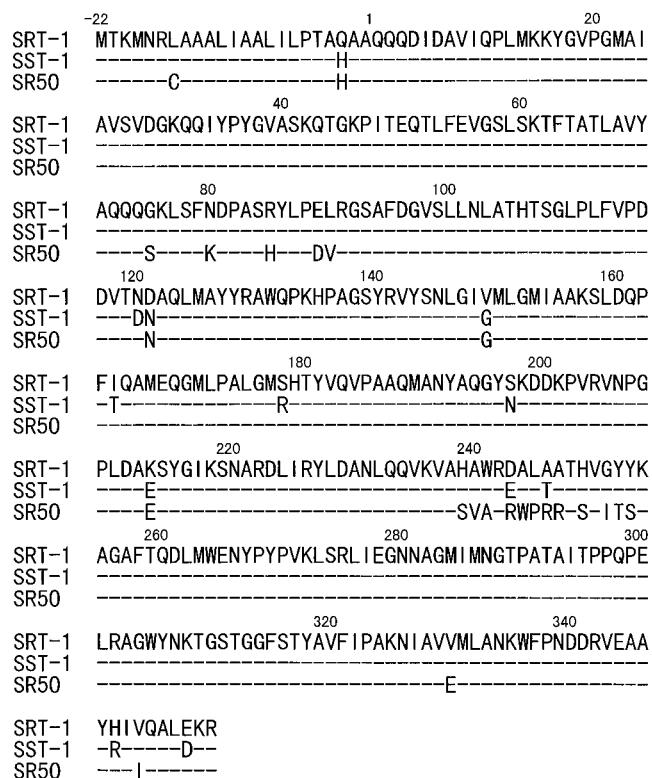 -22 1 20
SRT-1 MTKMNRLAAALIAALILPTAQAAQQQDIDAVIQPLMKKYGVPGMAI
SST-1 --------------------H-------------------------
SR50 ------C-------------H-------------------------
40 60
SRT-1 AVSVDGKQQIYPYGVASKQTGKPITEQTLFEVGSLSKTFTATLAVY
SST-1 ----------------------------------------------
SR50 ----------------------------------------------
80 100
SRT-1 AQQQGKLSFNDPASRYLPELRGSAFDGVSLLNLATHTSGLPLFVPD
SST-1 ----------------------------------------------
SR50 ----S----K----H---DV--------------------------
120 140 160
SRT-1 DVTNDAQLMAYYRAWQPKHPAGSYRVYSNLGIVMLGMIAAKSLDQP
SST-1 ---DN---------------------------G-------------
SR50 ----N---------------------------G-------------
180 200
SRT-1 FIQAMEQGMLPALGMSHTYVQVPAAQMANYAQGYSKDDKPVRVNPG
SST-1 -T-------------R------------------N-----------
SR50 ----------------------------------------------
220 240
SRT-1 PLDAKSYGIKSNARDLIRYLDANLQQVKVAHAWRDALAATHVGYYK
SST-1 ----E-----------------------------E--T--------
SR50 ----E-------------------------SVA-RWPRR-S-ITS-
260 280 300
SRT-1 AGAFTQDLMWENYPYPVKLSRLIEGNNAGMIMNGTPATAITPPQPE
SST-1 ----------------------------------------------
SR50 ----------------------------------------------
320 340
SRT-1 LRAGWYNKTGSTGGFSTYAVFIPAKNIAVVMLANKWFPNDDRVEAA
SST-1 ----------------------------------------------
SR50 -----------------------------E----------------
SRT-1 YHIVQALEKR
SST-1 -R-----D--
SR50 ---I------